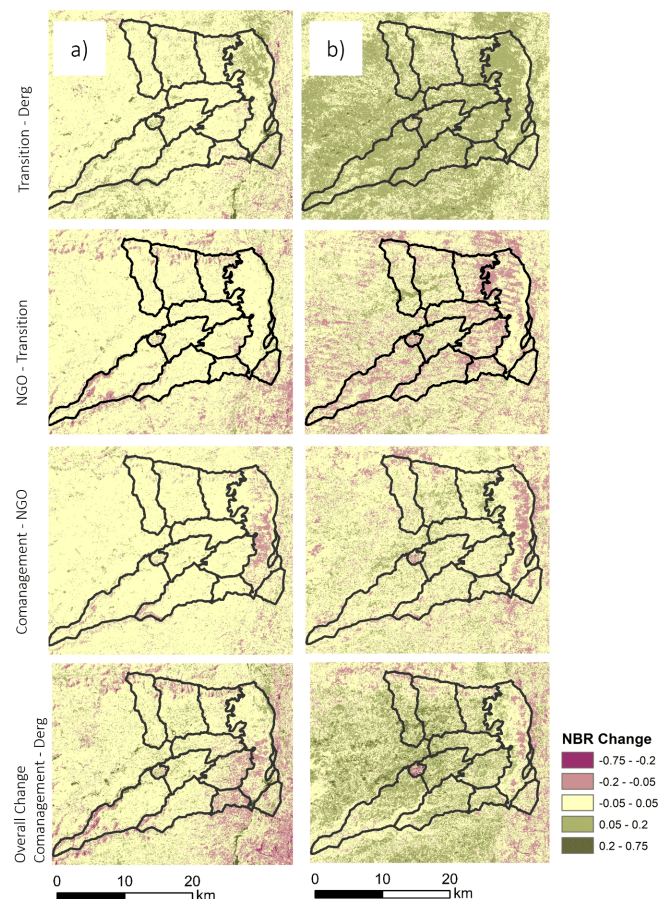 a)
b)
Transition - Derg
NGO - Transition
Comanagement - NGO
Overall Change
Comanagement - Derg
NBR Change
-0.75 - -0.2
-0.2 - -0.05
-0.05 - 0.05
0.05 - 0.2
0.2 - 0.75
0 10 20
km
0 10 20
km